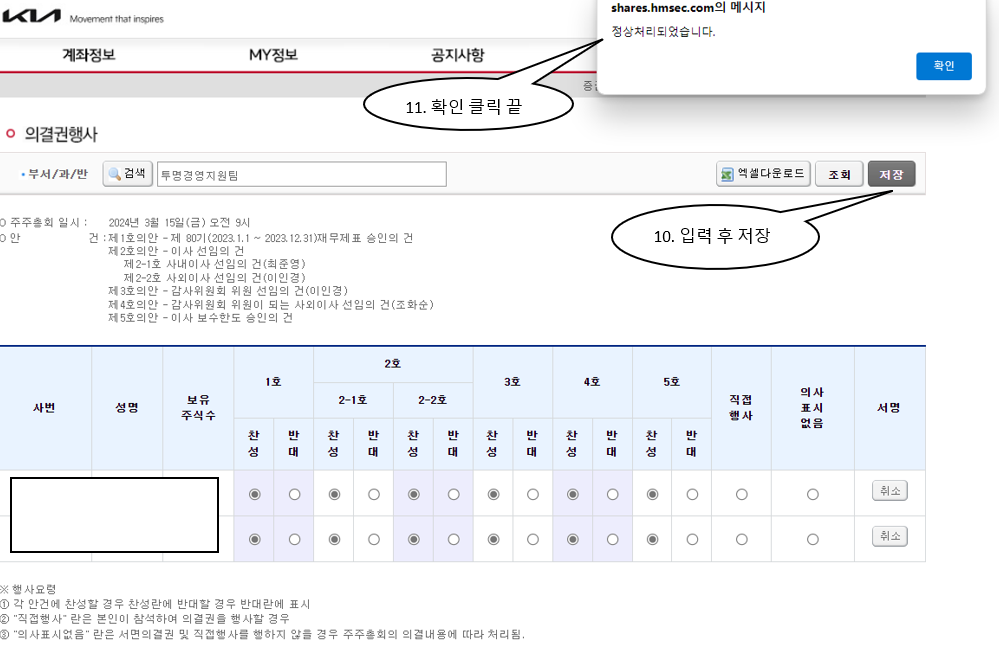 KIA Movement that inspires
shares.hmsec.com의 메시지
정상처리되었습니다.
확인
계좌정보 MY정보 공지사항
11. 확인 클릭 끝
의결권행사
부서/과/반 검색 투명경영지원팀 엑셀다운로드 조회 저장
10. 입력 후 저장
O 주주총회 일시 : 2024년 3월 15일(금) 오전 9시
O 안 건 : 제1호의안 - 제 80기(2023.1.1 ~ 2023.12.31)재무제표 승인의 건
제2호의안 - 이사 선임의 건
제2-1호 사내이사 선임의 건(최준영)
제2-2호 사외이사 선임의 건(이인경)
제3호의안 - 감사위원회 위원 선임의 건(이인경)
제4호의안 - 감사위원회 위원이 되는 사외이사 선임의 건(조화순)
제5호의안 - 이사 보수한도 승인의 건
사번 성명 보유 주식수 1호 2호 3호 4호 5호 직접 행사 의사 표시 없음 서명
2-1호 2-2호
찬성 반대 찬성 반대 찬성 반대 찬성 반대 찬성 반대 찬성 반대
취소
취소
※ 행사요령
① 각 안건에 찬성할 경우 찬성란에 반대할 경우 반대란에 표시
② "직접행사" 란은 본인이 참석하여 의결권을 행사할 경우
③ "의사표시없음" 란은 서면의결권 및 직접행사를 행하지 않을 경우 주주총회의 의결내용에 따라 처리됨.